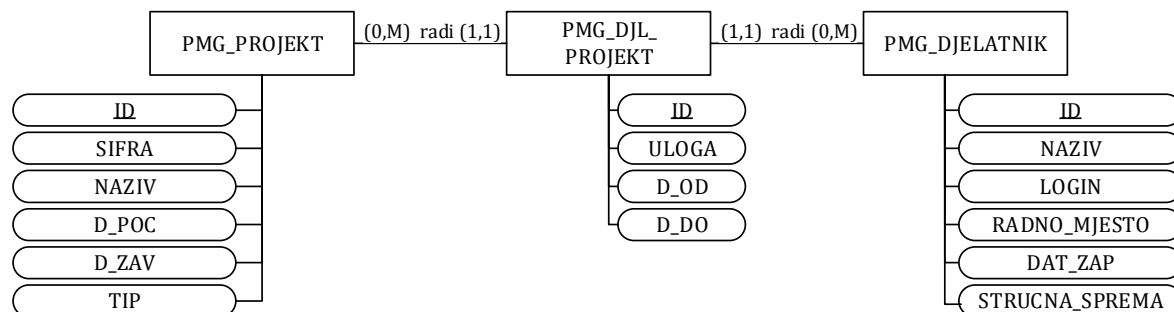 PMG_PROJEKT
(0,M) radi (1,1)
PMG_DJL_
PROJEKT
(1,1) radi (0,M)
PMG_DJELATNIK
ID
SIFRA
NAZIV
D_POC
D_ZAV
TIP
ID
ULOGA
D_OD
D_DO
ID
NAZIV
LOGIN
RADNO_MJESTO
DAT_ZAP
STRUCNA_SPREMA